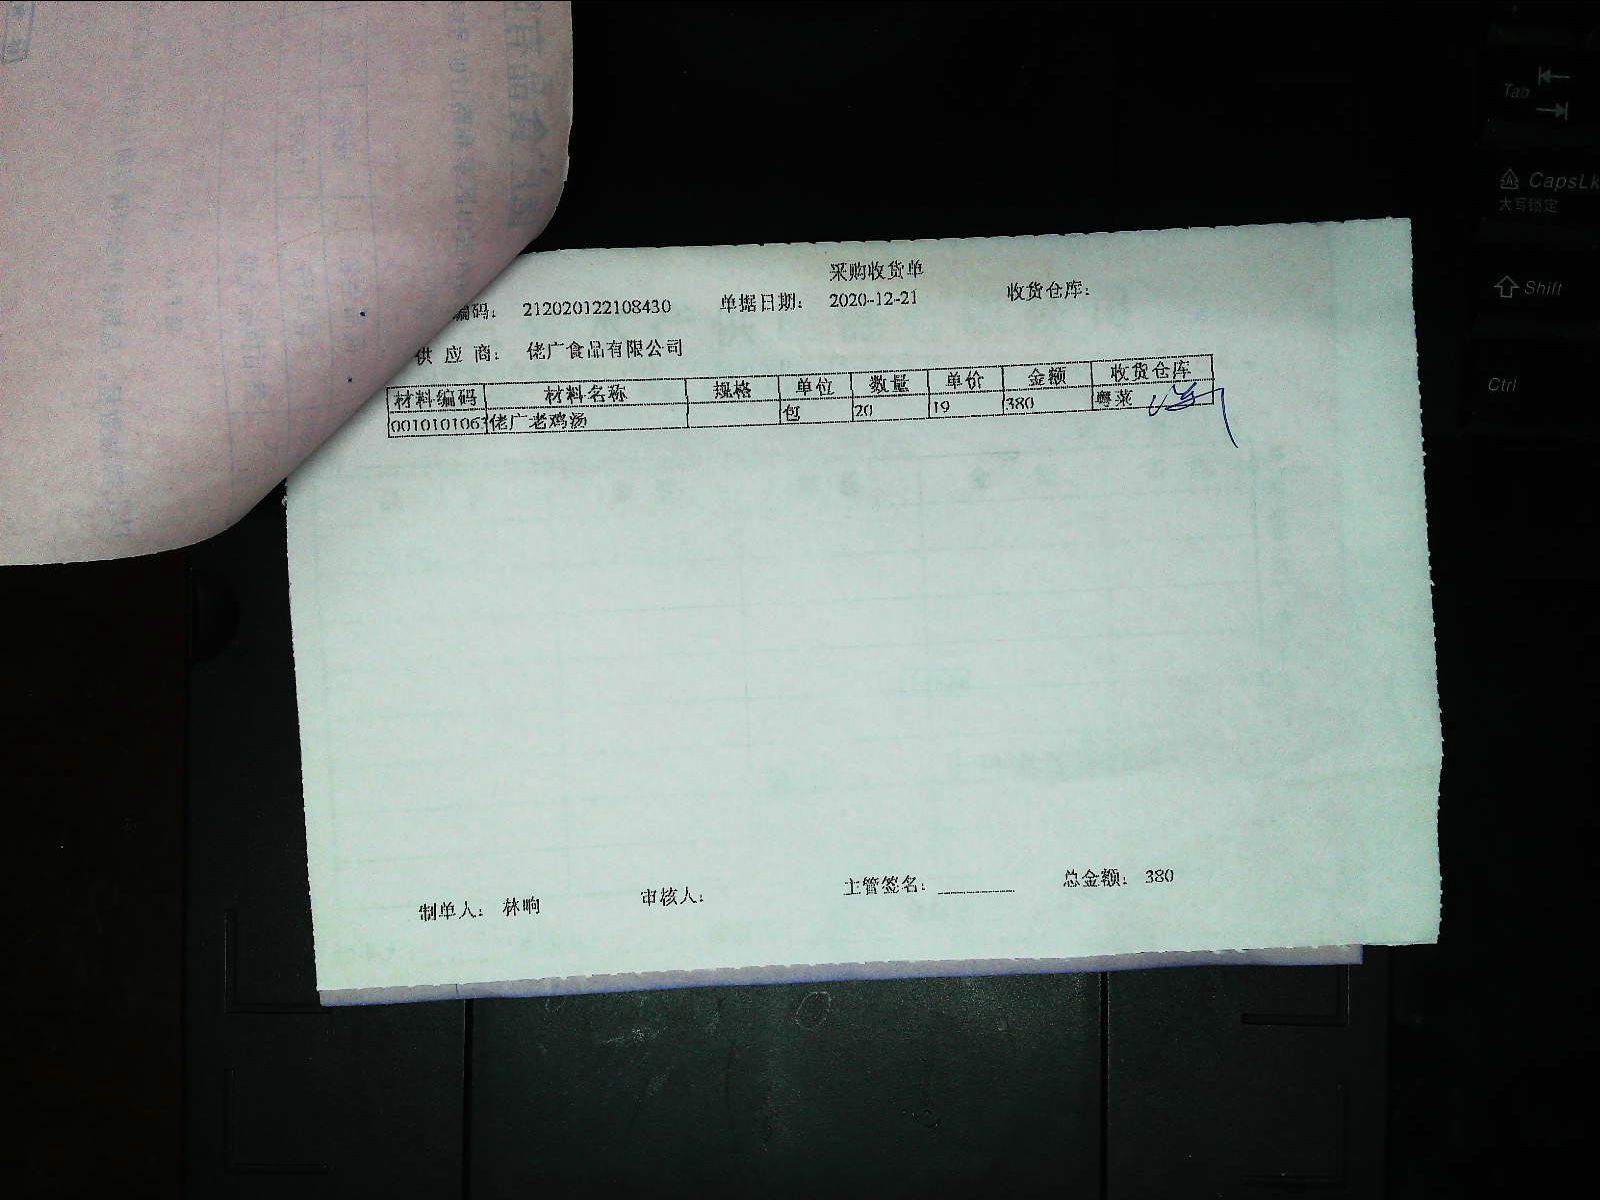 采购收货单
编码: 212020122108430 单据日期: 2020-12-21 收货仓库:
供应商: 佬广食品有限公司
材料编码 材料名称 规格 单位 数量 单价 金额 收货仓库
001010106 佬广老鸡汤 包 20 19 380 粤菜
制单人: 林响 审核人: 主管签名: 总金额: 380
Tab
CapsLk
大写锁定
Shift
Ctrl